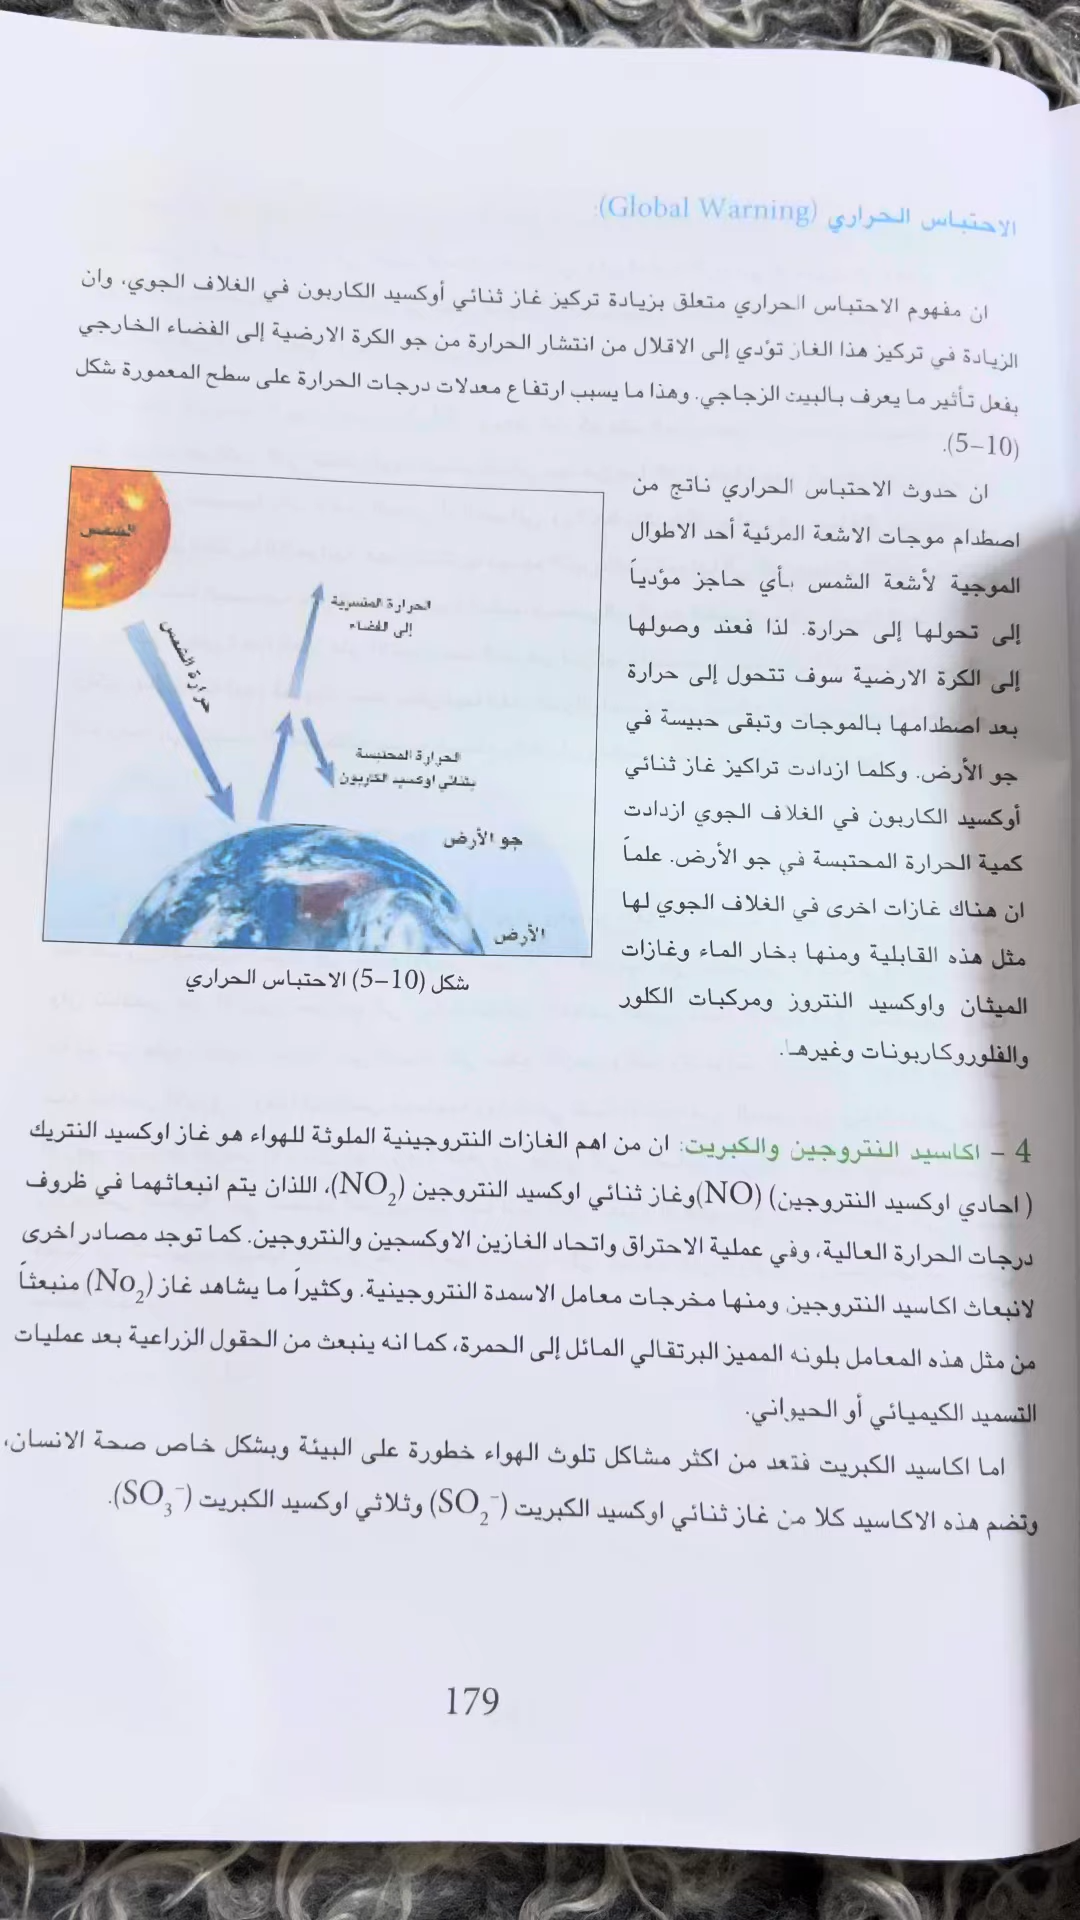 الاحتباس الحراري (Global Warning):
ان مفهوم الاحتباس الحراري متعلق بزيادة تركيز غاز ثنائي أوكسيد الكاربون في الغلاف الجوي، وان
الزيادة في تركيز هذا الغاز تؤدي إلى الاقلال من انتشار الحرارة من جو الكرة الارضية إلى الفضاء الخارجي
بفعل تأثير ما يعرف بالبيت الزجاجي. وهذا ما يسبب ارتفاع معدلات درجات الحرارة على سطح المعمورة شكل
(5-10).
ان حدوث الاحتباس الحراري ناتج من
اصطدام موجات الاشعة المرئية أحد الاطوال
الموجية لأشعة الشمس بأي حاجز مؤدياً
إلى تحولها إلى حرارة. لذا فعند وصولها
إلى الكرة الارضية سوف تتحول إلى حرارة
بعد اصطدامها بالموجات وتبقى حبيسة في
جو الأرض. وكلما ازدادت تراكيز غاز ثنائي
أوكسيد الكاربون في الغلاف الجوي ازدادت
كمية الحرارة المحتبسة في جو الأرض. علماً
ان هناك غازات اخرى في الغلاف الجوي لها
مثل هذه القابلية ومنها بخار الماء وغازات
الميثان واوكسيد النتروز ومركبات الكلور
والفلوروكاربونات وغيرها.
الشمس
حرارة الشمس
الحرارة المتسربة
إلى الفضاء
الحرارة المحتبسة
بثنائي اوكسيد الكاربون
جو الأرض
الأرض
شكل (5-10) الاحتباس الحراري
4 - اكاسيد النتروجين والكبريت: ان من اهم الغازات النتروجينية الملوثة للهواء هو غاز اوكسيد النتريك
( احادي اوكسيد النتروجين) (NO) وغاز ثنائي اوكسيد النتروجين (NO₂)، اللذان يتم انبعاثهما في ظروف
درجات الحرارة العالية، وفي عملية الاحتراق واتحاد الغازين الاوكسجين والنتروجين. كما توجد مصادر اخرى
لانبعاث اكاسيد النتروجين ومنها مخرجات معامل الاسمدة النتروجينية. وكثيراً ما يشاهد غاز (No₂) منبعثاً
من مثل هذه المعامل بلونه المميز البرتقالي المائل إلى الحمرة، كما انه ينبعث من الحقول الزراعية بعد عمليات
التسميد الكيميائي أو الحيواني.
اما اكاسيد الكبريت فتعد من اكثر مشاكل تلوث الهواء خطورة على البيئة وبشكل خاص صحة الانسان،
وتضم هذه الاكاسيد كلا من غاز ثنائي اوكسيد الكبريت (SO₂⁻) وثلاثي اوكسيد الكبريت (SO₃⁻).
179